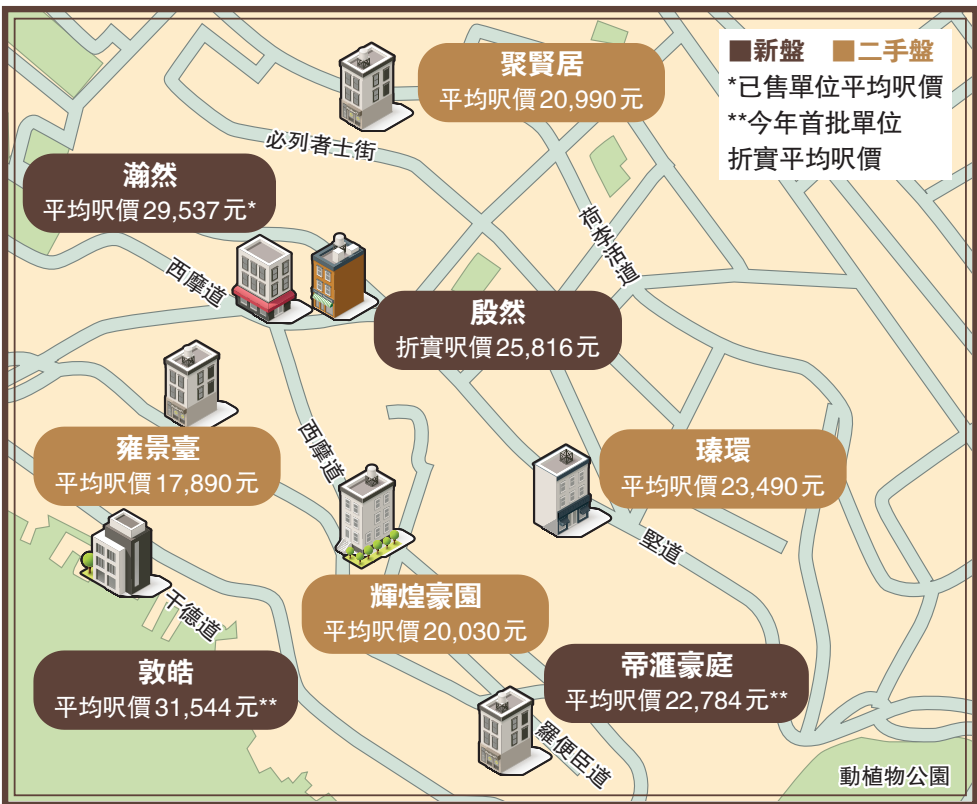 聚賢居
平均呎價20,990元
■新盤 ■二手盤
*已售單位平均呎價
**今年首批單位
折實平均呎價
必列者士街
瀚然
平均呎價29,537元*
荷李活道
西摩道
殷然
折實呎價25,816元
雍景臺
平均呎價17,890元
西摩道
瑧環
平均呎價23,490元
堅道
干德道
輝煌豪園
平均呎價20,030元
敦皓
平均呎價31,544元**
帝滙豪庭
平均呎價22,784元**
羅便臣道
動植物公園